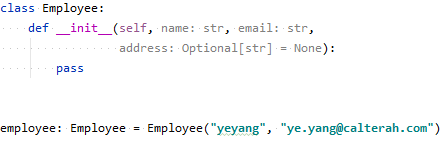 class Employee:
    def __init__(self, name: str, email: str,
                 address: Optional[str] = None):
        pass
employee: Employee = Employee("yeyang", "ye.yang@calterah.com")